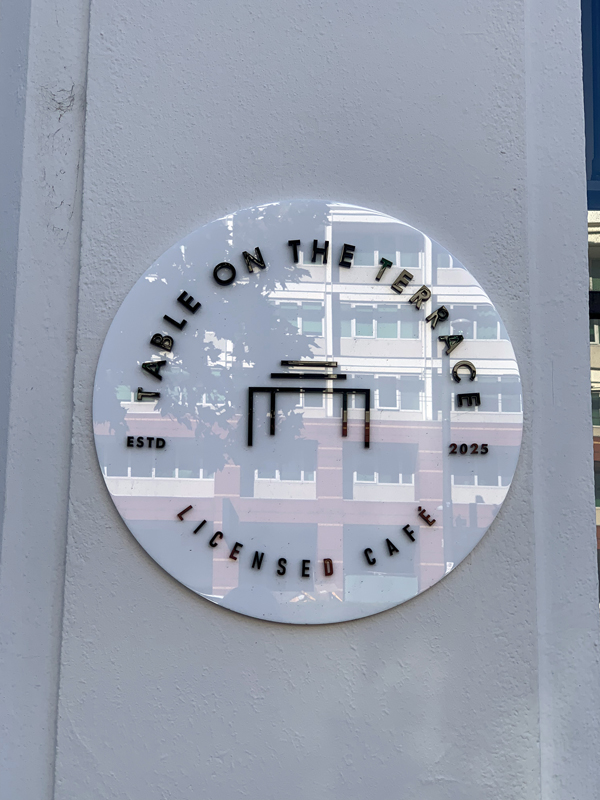 TABLE ON THE TERRACE
ESTD 2025
LICENSED CAFÉ